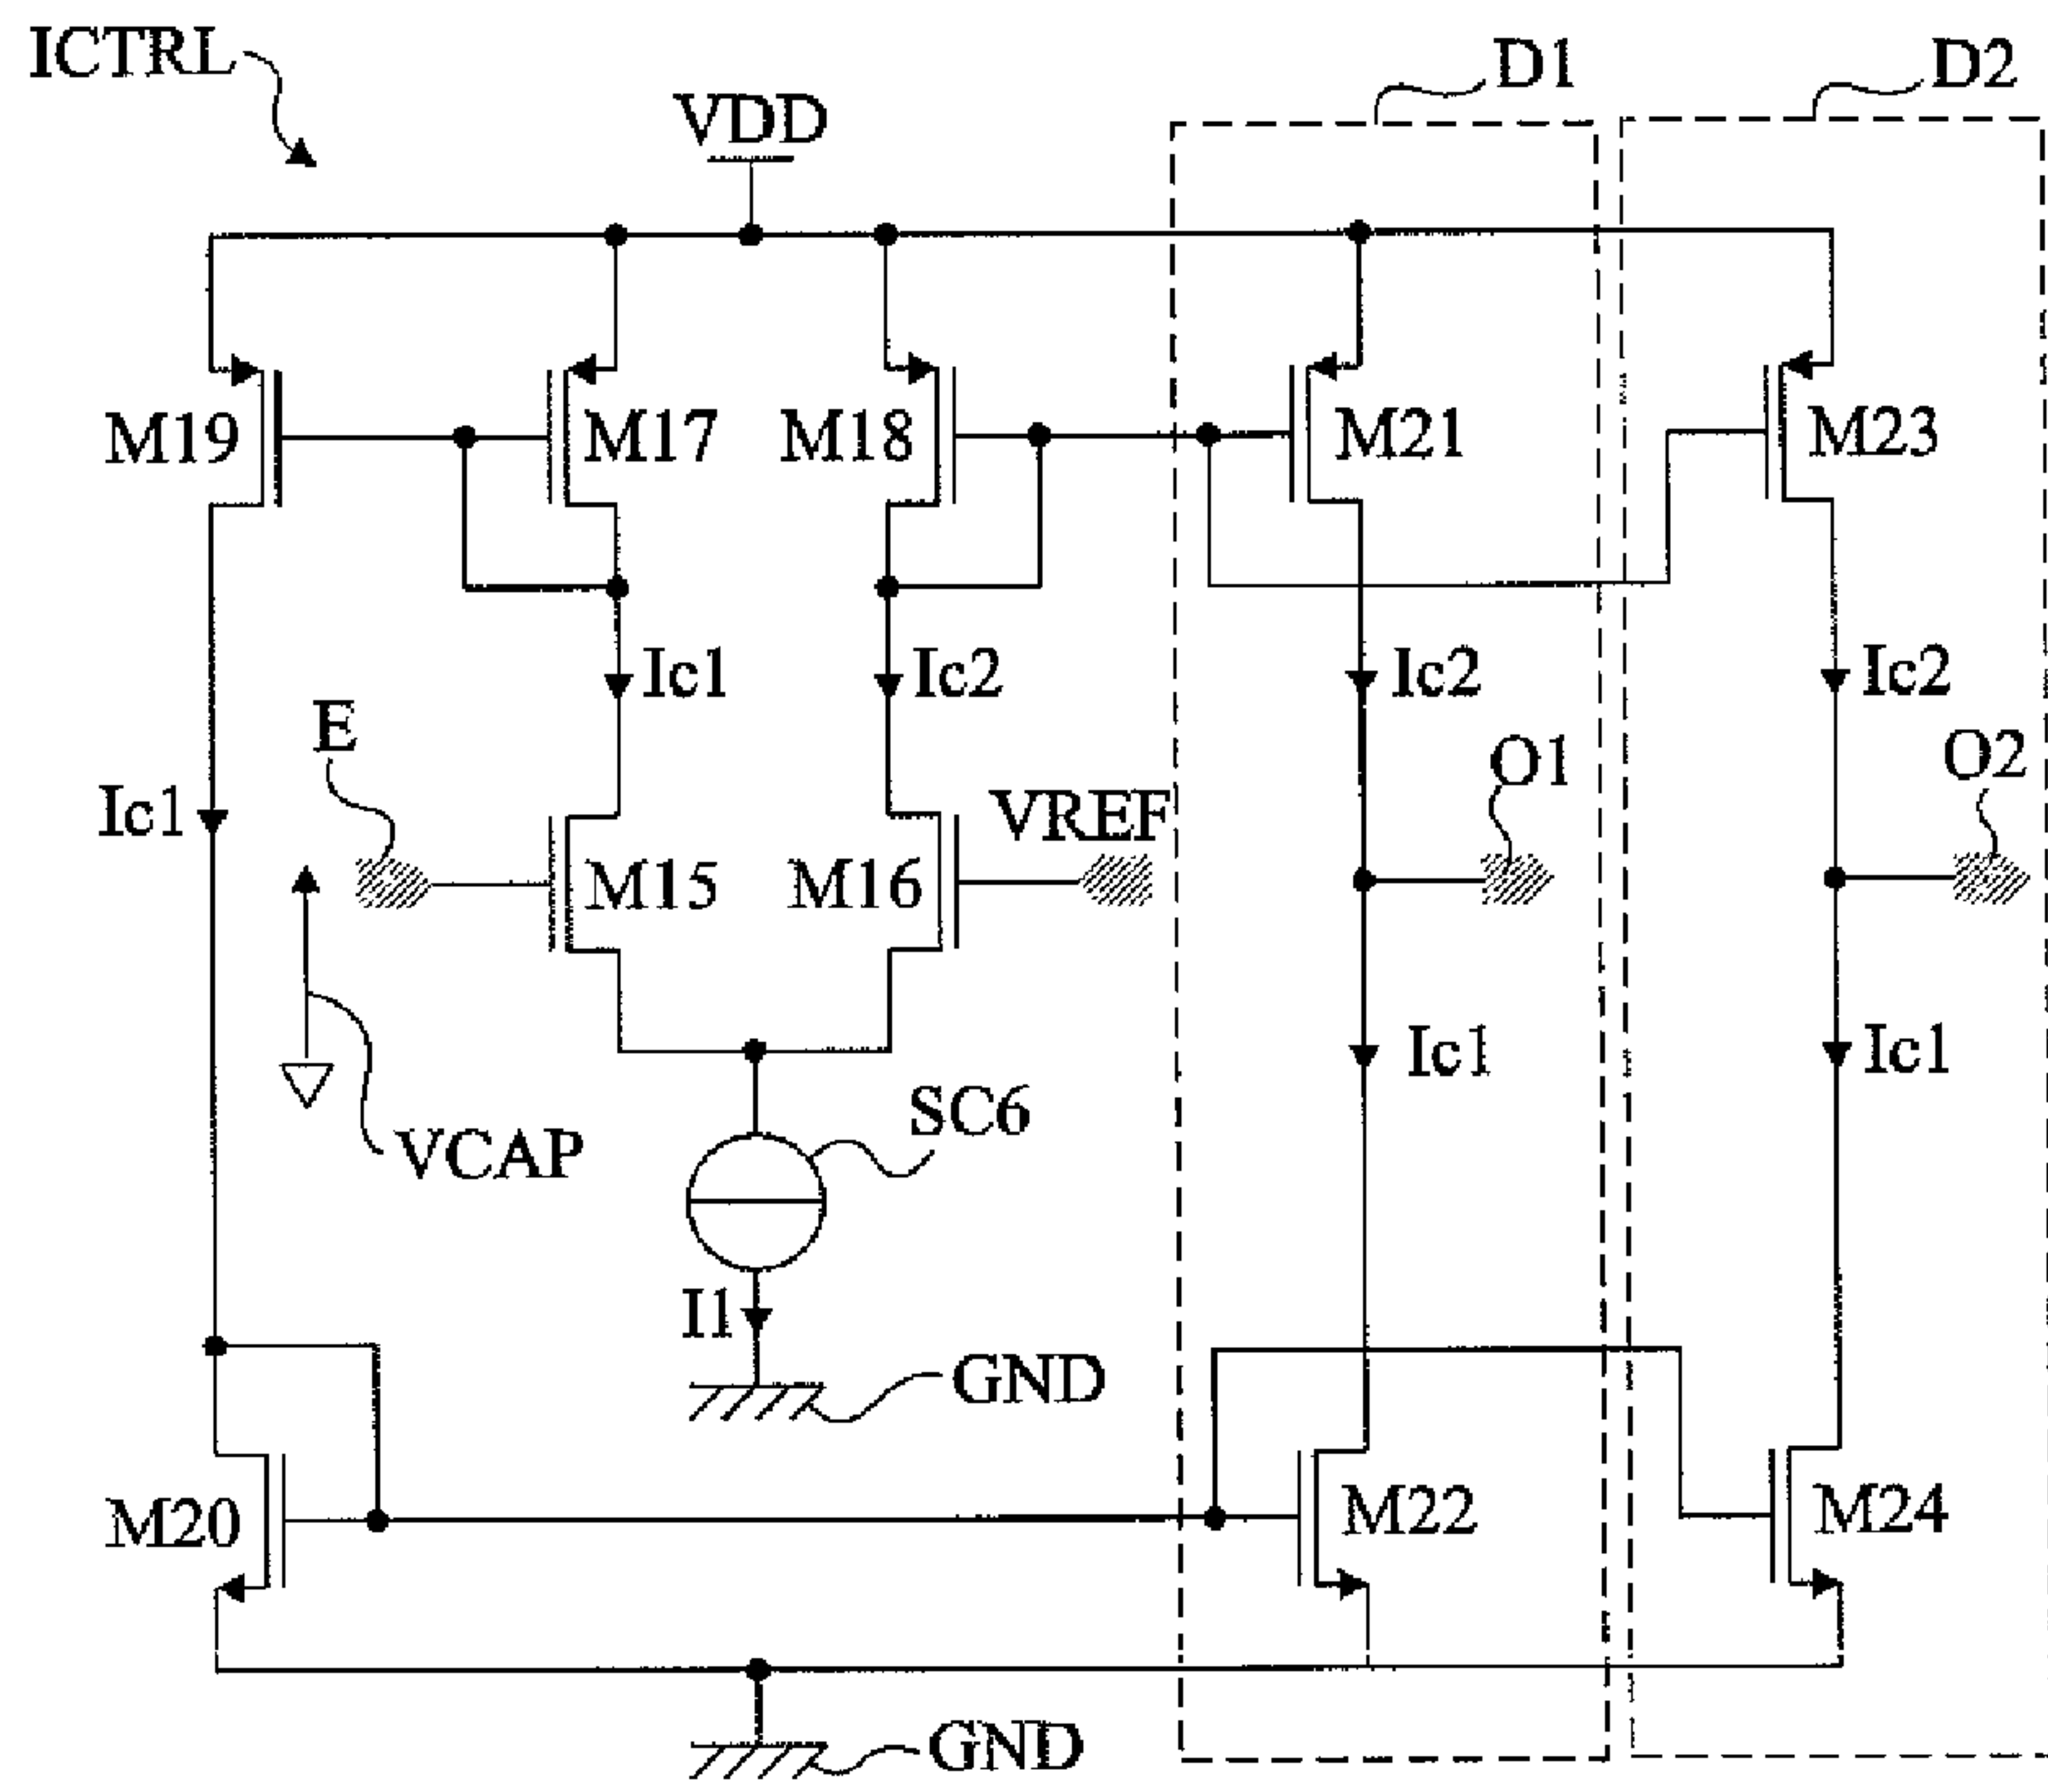 ICTRL
D1
D2
VDD
M19
M17
M18
M21
M23
Ic1
Ic2
Ic2
Ic2
E
O1
O2
Ic1
VREF
M15
M16
Ic1
Ic1
SC6
VCAP
I1
GND
M20
M22
M24
GND